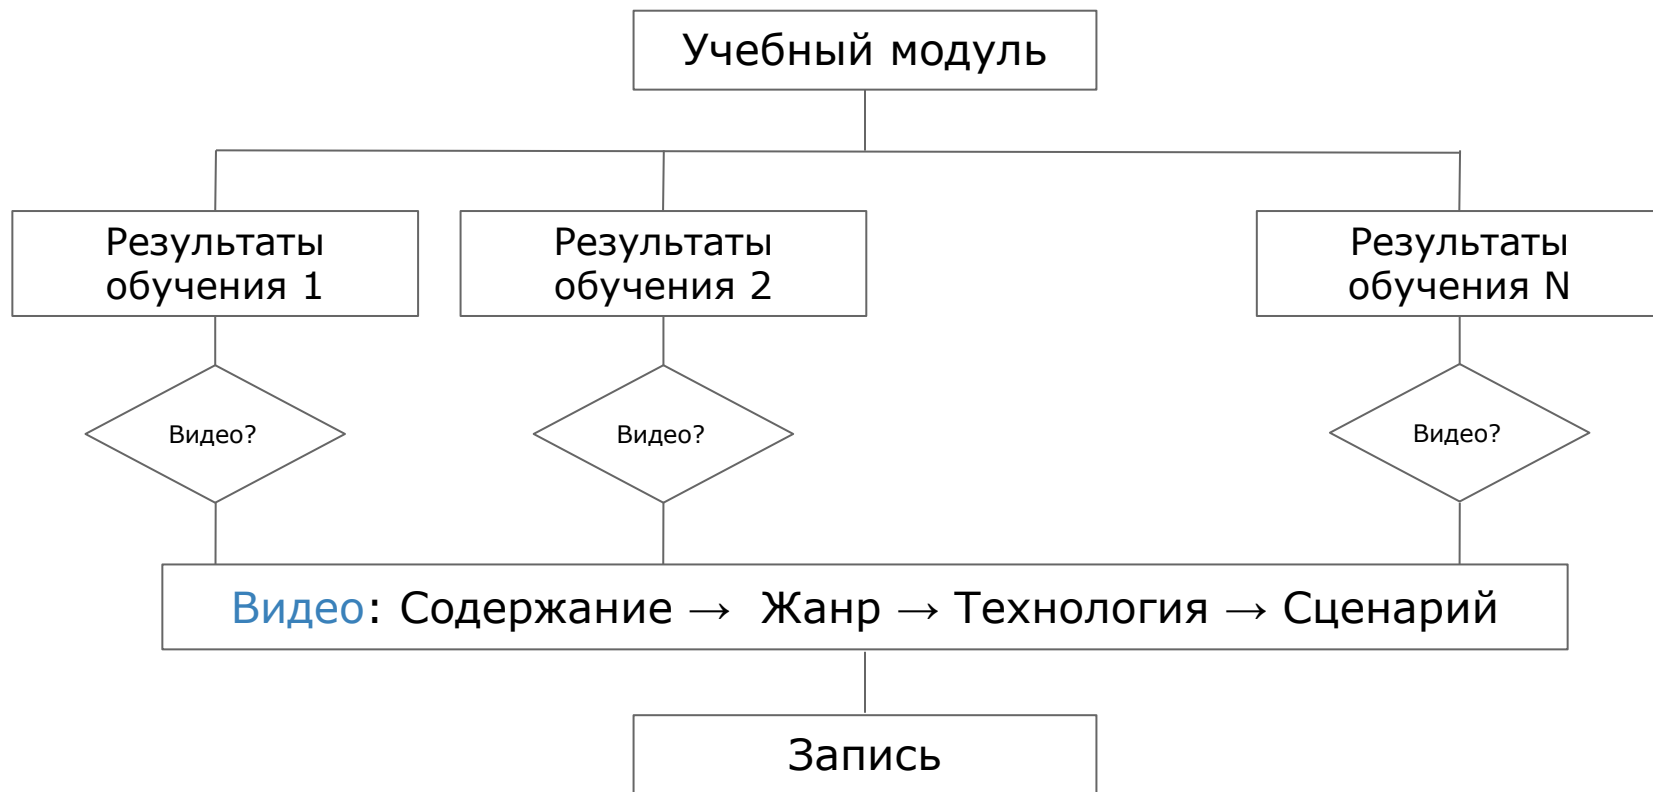 Учебный модуль
Результаты
обучения 1
Результаты
обучения 2
Результаты
обучения N
Видео?
Видео?
Видео?
Видео: Содержание → Жанр → Технология → Сценарий
Запись